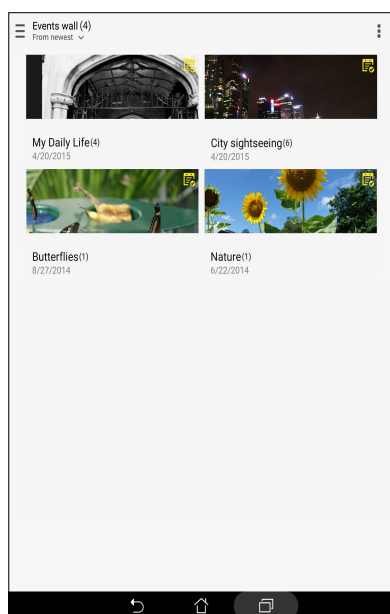 Events wall (4)
From newest
My Daily Life(4)
4/20/2015
City sightseeing(6)
4/20/2015
Butterflies(1)
8/27/2014
Nature(1)
6/22/2014